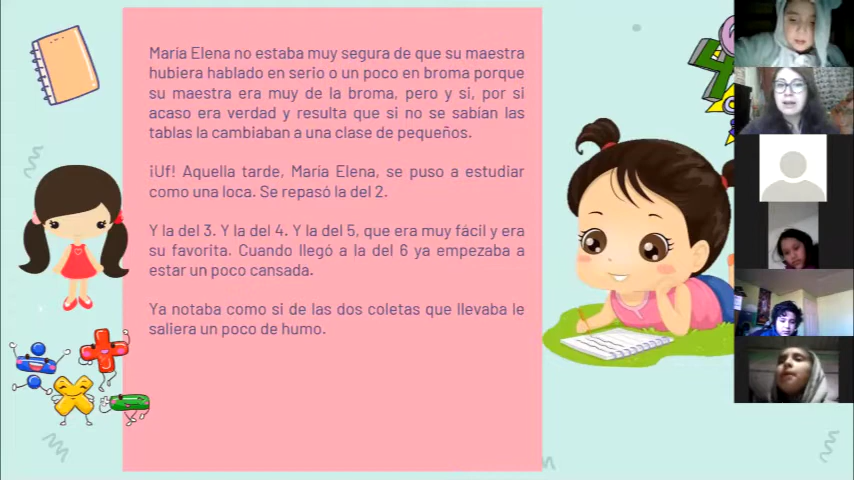 María Elena no estaba muy segura de que su maestra
hubiera hablado en serio o un poco en broma porque
su maestra era muy de la broma, pero y si, por si
acaso era verdad y resulta que si no se sabían las
tablas la cambiaban a una clase de pequeños.
¡Uf! Aquella tarde, María Elena, se puso a estudiar
como una loca. Se repasó la del 2.
Y la del 3. Y la del 4. Y la del 5, que era muy fácil y era
su favorita. Cuando llegó a la del 6 ya empezaba a
estar un poco cansada.
Ya notaba como si de las dos coletas que llevaba le
saliera un poco de humo.